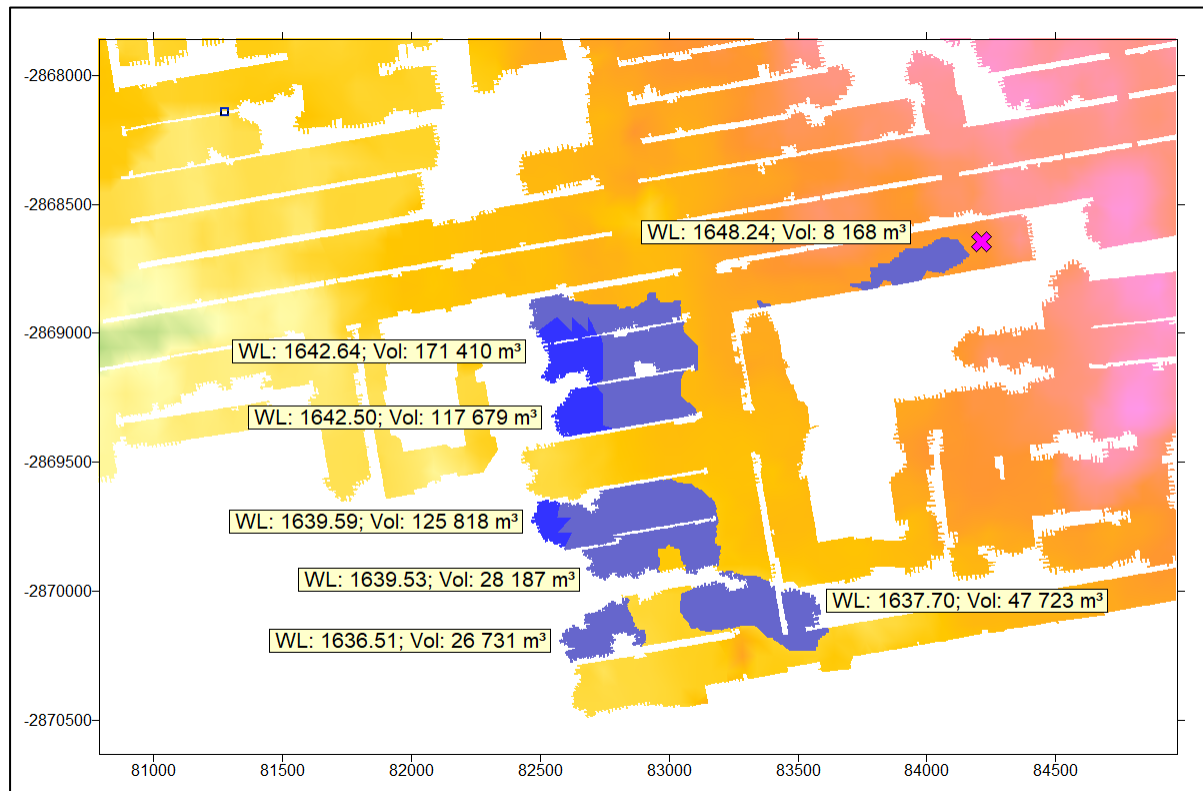 -2868000
-2868500
WL: 1648.24; Vol: 8 168 m³
-2869000
WL: 1642.64; Vol: 171 410 m³
WL: 1642.50; Vol: 117 679 m³
-2869500
WL: 1639.59; Vol: 125 818 m³
WL: 1639.53; Vol: 28 187 m³
-2870000
WL: 1637.70; Vol: 47 723 m³
WL: 1636.51; Vol: 26 731 m³
-2870500
81000 81500 82000 82500 83000 83500 84000 84500